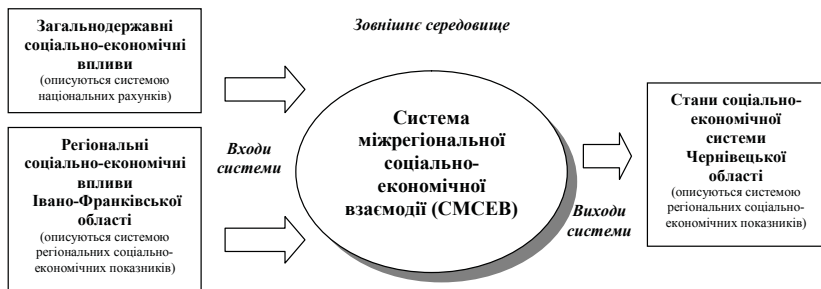 Загальнодержавні
соціально-економічні
впливи
(описуються системою
національних рахунків)
Регіональні
соціально-економічні
впливи
Івано-Франківської
області
(описуються системою
регіональних соціально-
економічних показників)
Зовнішнє середовище
Входи
системи
Система
міжрегіональної
соціально-
економічної
взаємодії (СМСЕВ)
Виходи
системи
Стани соціально-
економічної
системи
Чернівецької
області
(описуються системою
регіональних соціально-
економічних показників)